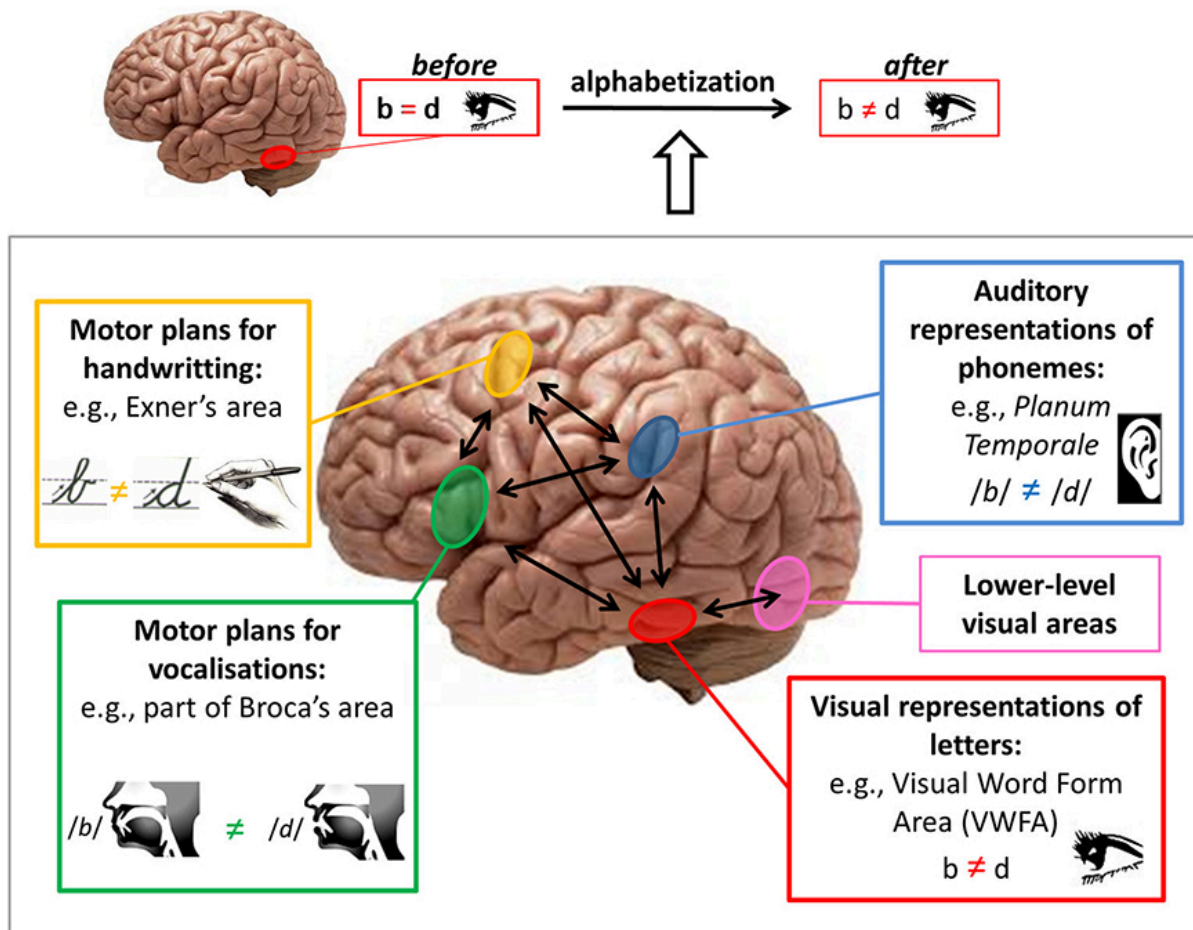 before
b = d
alphabetization
after
b ≠ d
Motor plans for
handwritting:
e.g., Exner's area
b ≠ d
Auditory
representations of
phonemes:
e.g., Planum
Temporale
/b/ ≠ /d/
Motor plans for
vocalisations:
e.g., part of Broca's area
/b/ ≠ /d/
Lower-level
visual areas
Visual representations of
letters:
e.g., Visual Word Form
Area (VWFA)
b ≠ d